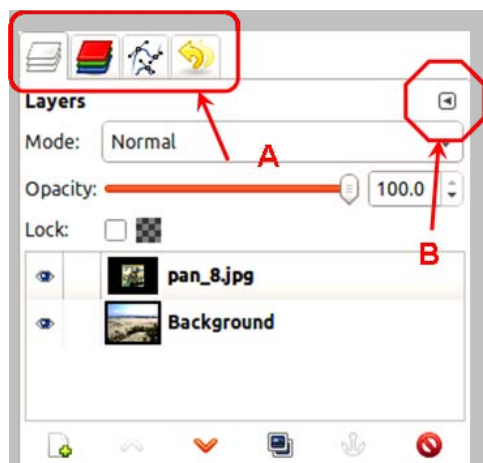 Layers
Mode: Normal
A
Opacity: 100.0
B
Lock:
pan_8.jpg
Background